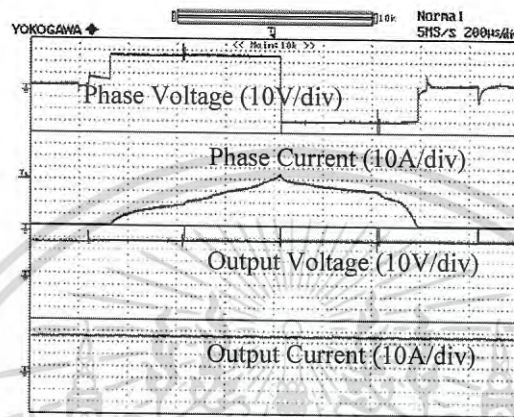 10k Normal
YOKOGAWA 5MS/s 200µs/div
<< Main:10k >>
Phase Voltage (10V/div)
Phase Current (10A/div)
Output Voltage (10V/div)
Output Current (10A/div)